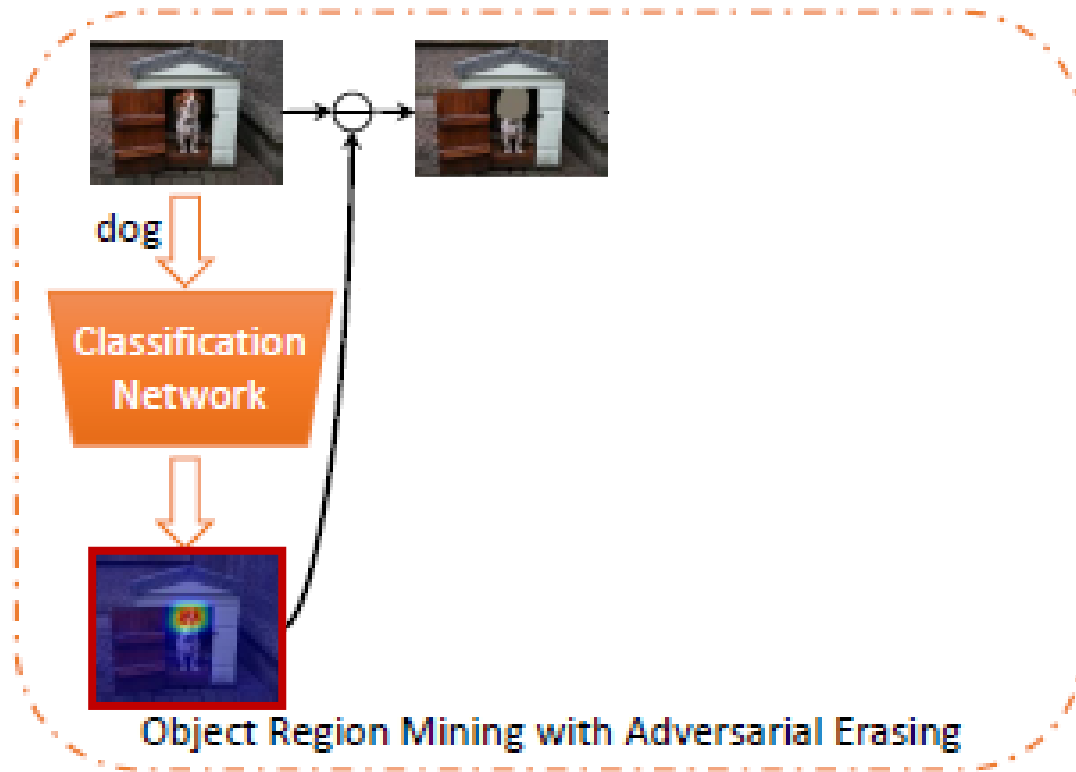 dog
Classification
Network
Object Region Mining with Adversarial Erasing